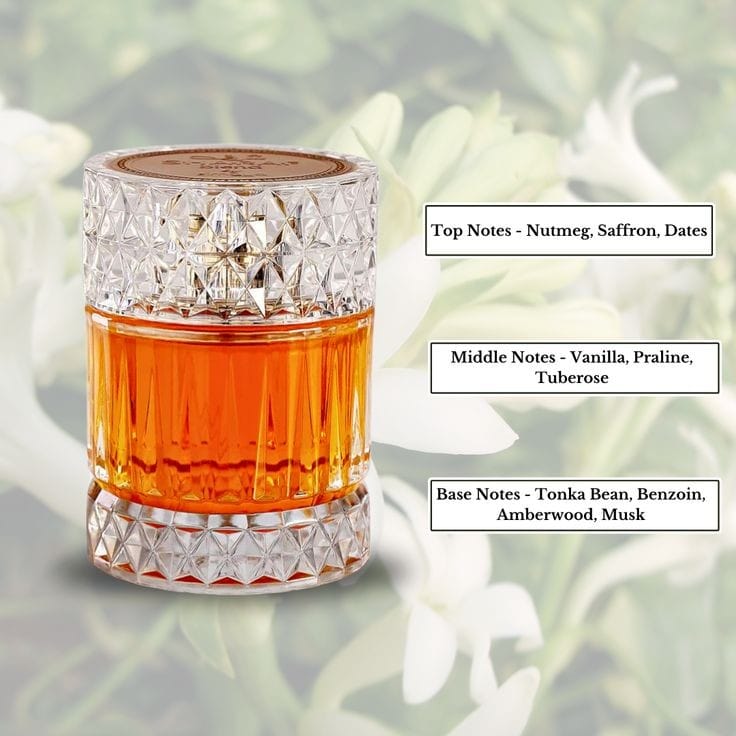 Top Notes - Nutmeg, Saffron, Dates
Middle Notes - Vanilla, Praline,
Tuberose
Base Notes - Tonka Bean, Benzoin,
Amberwood, Musk